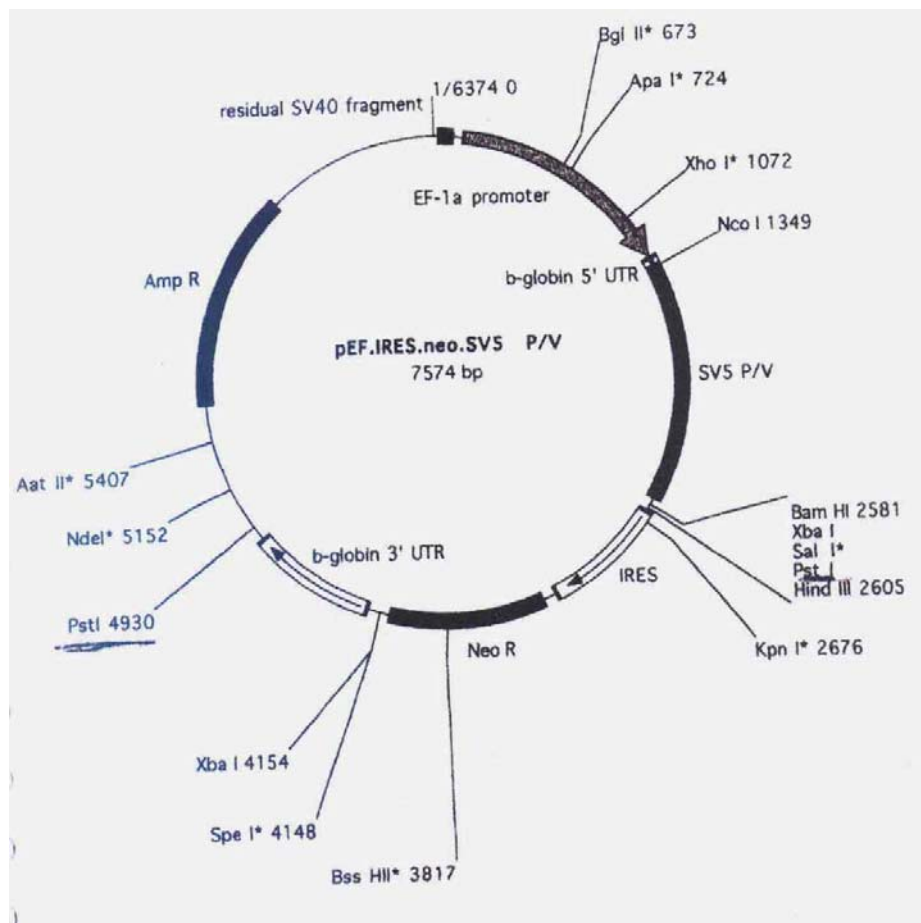 1/6374 0
residual SV40 fragment
Bgl II* 673
Apa I* 724
EF-1a promoter
Xho I* 1072
Nco I 1349
b-globin 5' UTR
Amp R
pEF.IRES.neo.SV5 P/V
7574 bp
SV5 P/V
Aat II* 5407
NdeI* 5152
PstI 4930
b-globin 3' UTR
IRES
Bam HI 2581
Xba I
Sal I*
Pst I
Hind III 2605
Kpn I* 2676
Neo R
Xba I 4154
Spe I* 4148
Bss HII* 3817